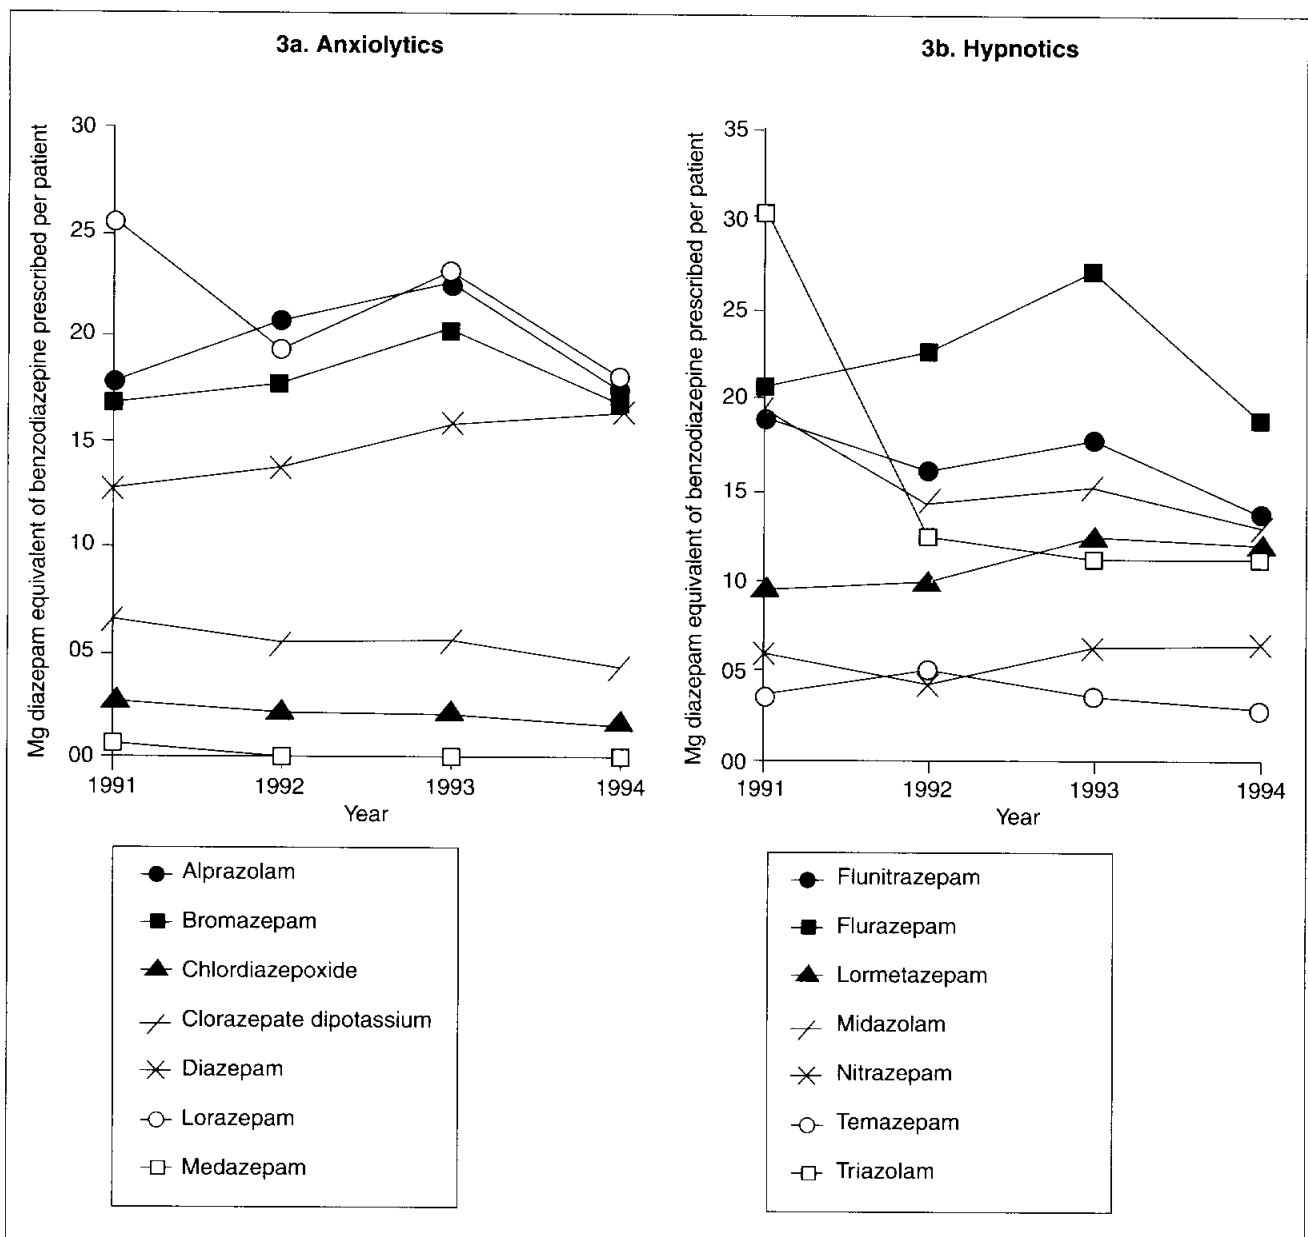 3a. Anxiolytics
Mg diazepam equivalent of benzodiazepine prescribed per patient
30
25
20
15
10
05
00
1991 1992 1993 1994
Year
Alprazolam
Bromazepam
Chlordiazepoxide
Clorazepate dipotassium
Diazepam
Lorazepam
Medazepam
3b. Hypnotics
Mg diazepam equivalent of benzodiazepine prescribed per patient
35
30
25
20
15
10
05
00
1991 1992 1993 1994
Year
Flunitrazepam
Flurazepam
Lormetazepam
Midazolam
Nitrazepam
Temazepam
Triazolam